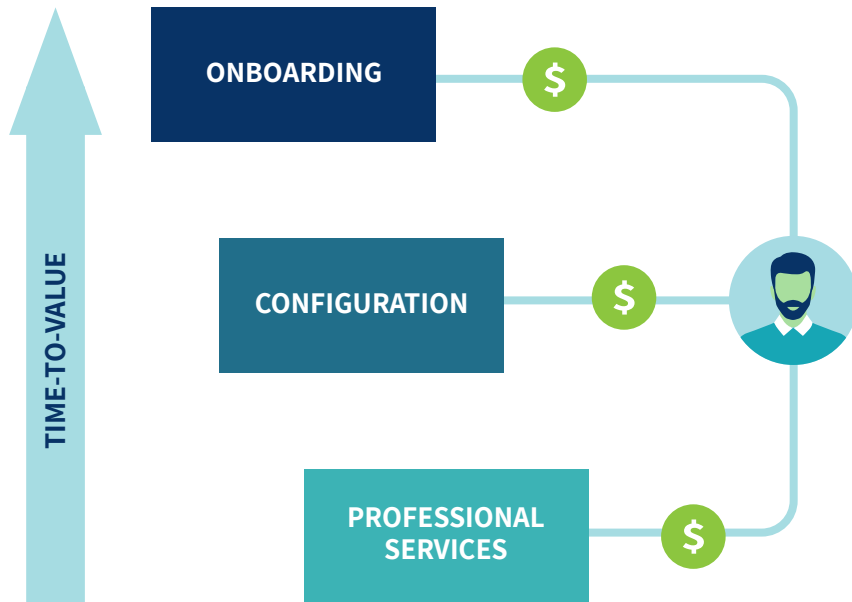 ONBOARDING
$
TIME-TO-VALUE
CONFIGURATION
$
PROFESSIONAL
SERVICES
$